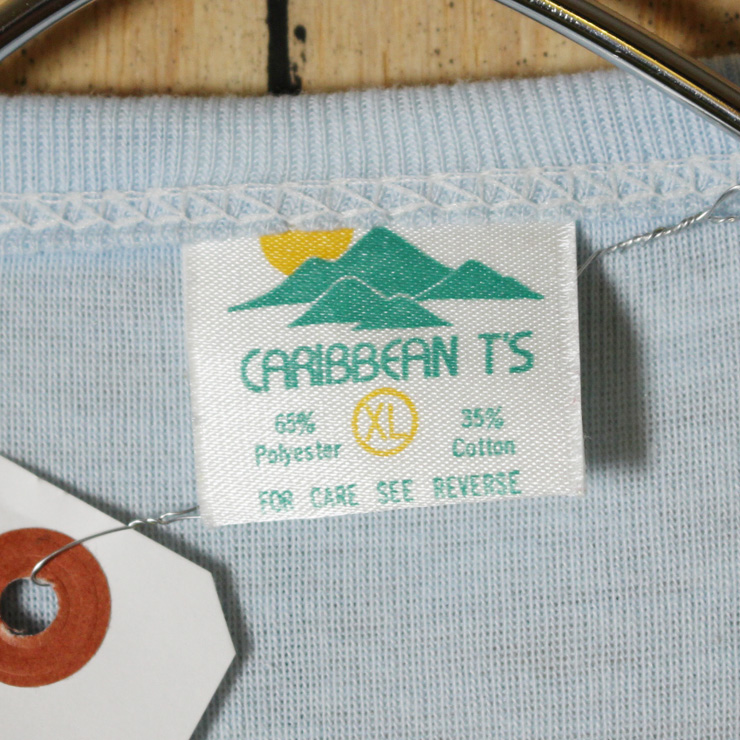 CARIBBEAN T'S
65% XL 35%
Polyester Cotton
FOR CARE SEE REVERSE